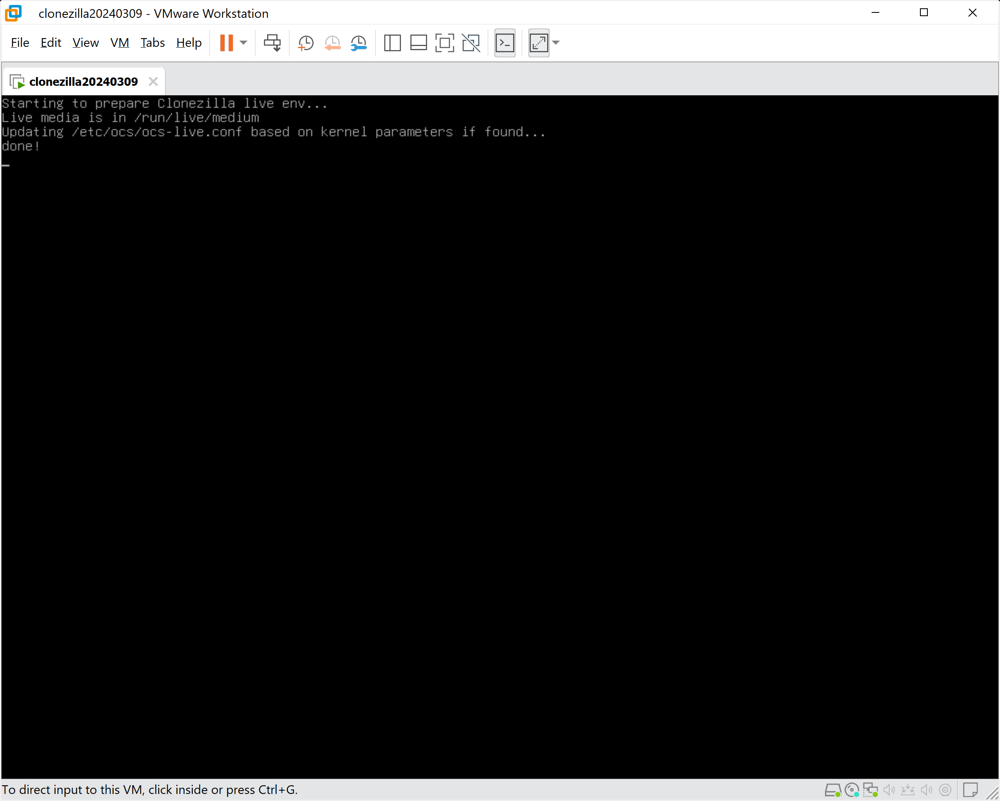 clonezilla20240309 - VMware Workstation
File Edit View VM Tabs Help
clonezilla20240309
Starting to prepare Clonezilla live env...
Live media is in /run/live/medium
Updating /etc/ocs/ocs-live.conf based on kernel parameters if found...
done!
To direct input to this VM, click inside or press Ctrl+G.